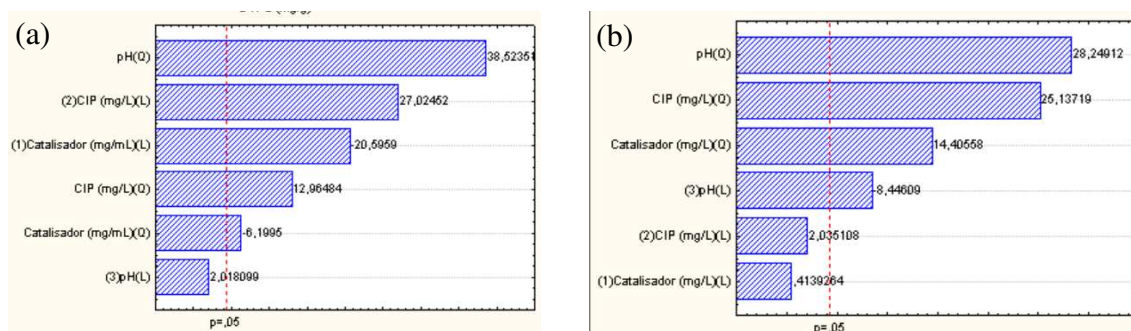 (a)
pH(Q)
38,52351
(2)CIP (mg/L)(L)
27,02452
(1)Catalisador (mg/mL)(L)
-20,5959
CIP (mg/L)(Q)
12,96484
Catalisador (mg/mL)(Q)
-6,1995
(3)pH(L)
2,018099
p=,05
(b)
pH(Q)
28,24912
CIP (mg/L)(Q)
25,13719
Catalisador (mg/L)(Q)
14,40558
(3)pH(L)
-8,44609
(2)CIP (mg/L)(L)
2,035108
(1)Catalisador (mg/L)(L)
,4139264
p=,05